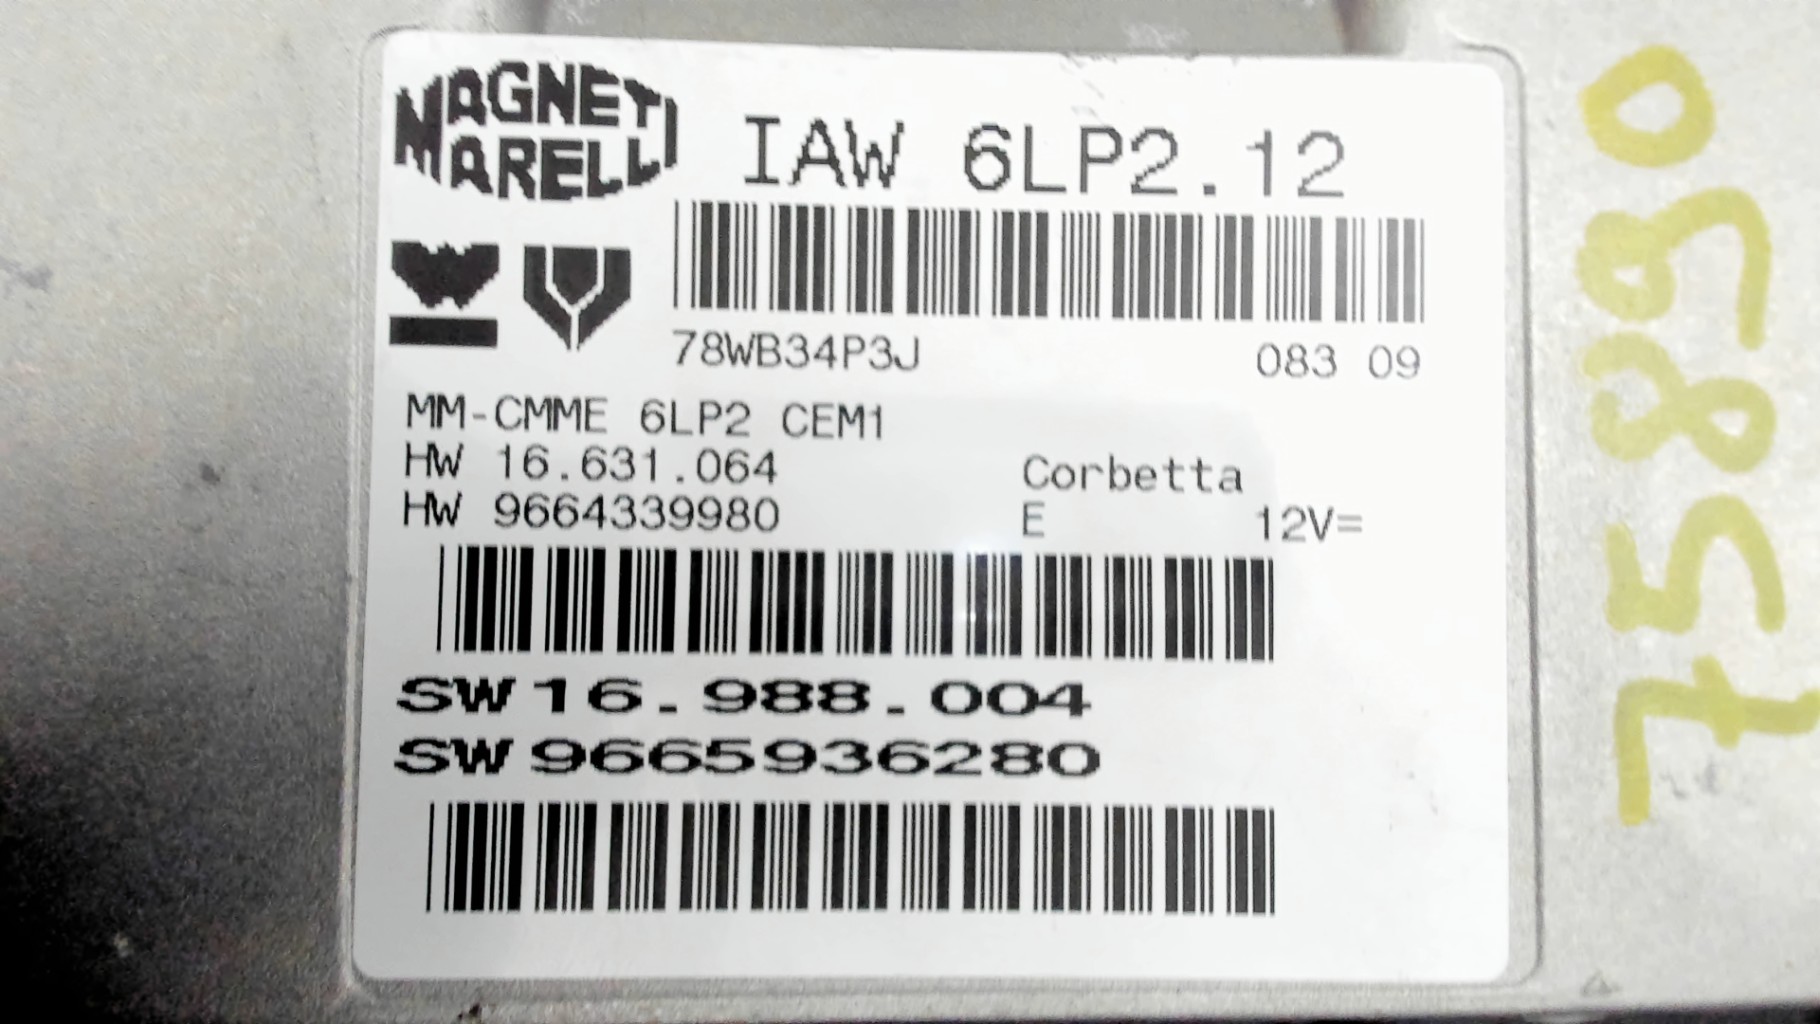 MAGNETI MARELLI
IAW 6LP2.12
78WB34P3J 083 09
MM-CMME 6LP2 CEM1
HW 16.631.064 Corbetta
HW 9664339980 E 12V=
SW 16.988.004
SW 9665936280
75890